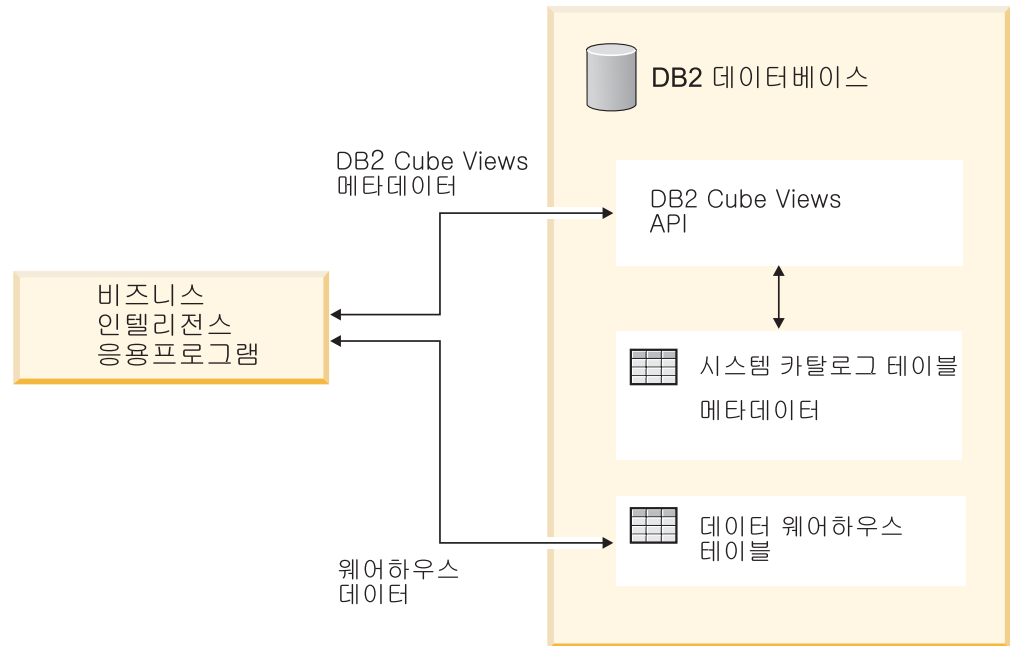 DB2 데이터베이스
DB2 Cube Views
메타데이터
DB2 Cube Views
API
비즈니스
인텔리전스
응용프로그램
시스템 카탈로그 테이블
메타데이터
데이터 웨어하우스
테이블
웨어하우스
데이터